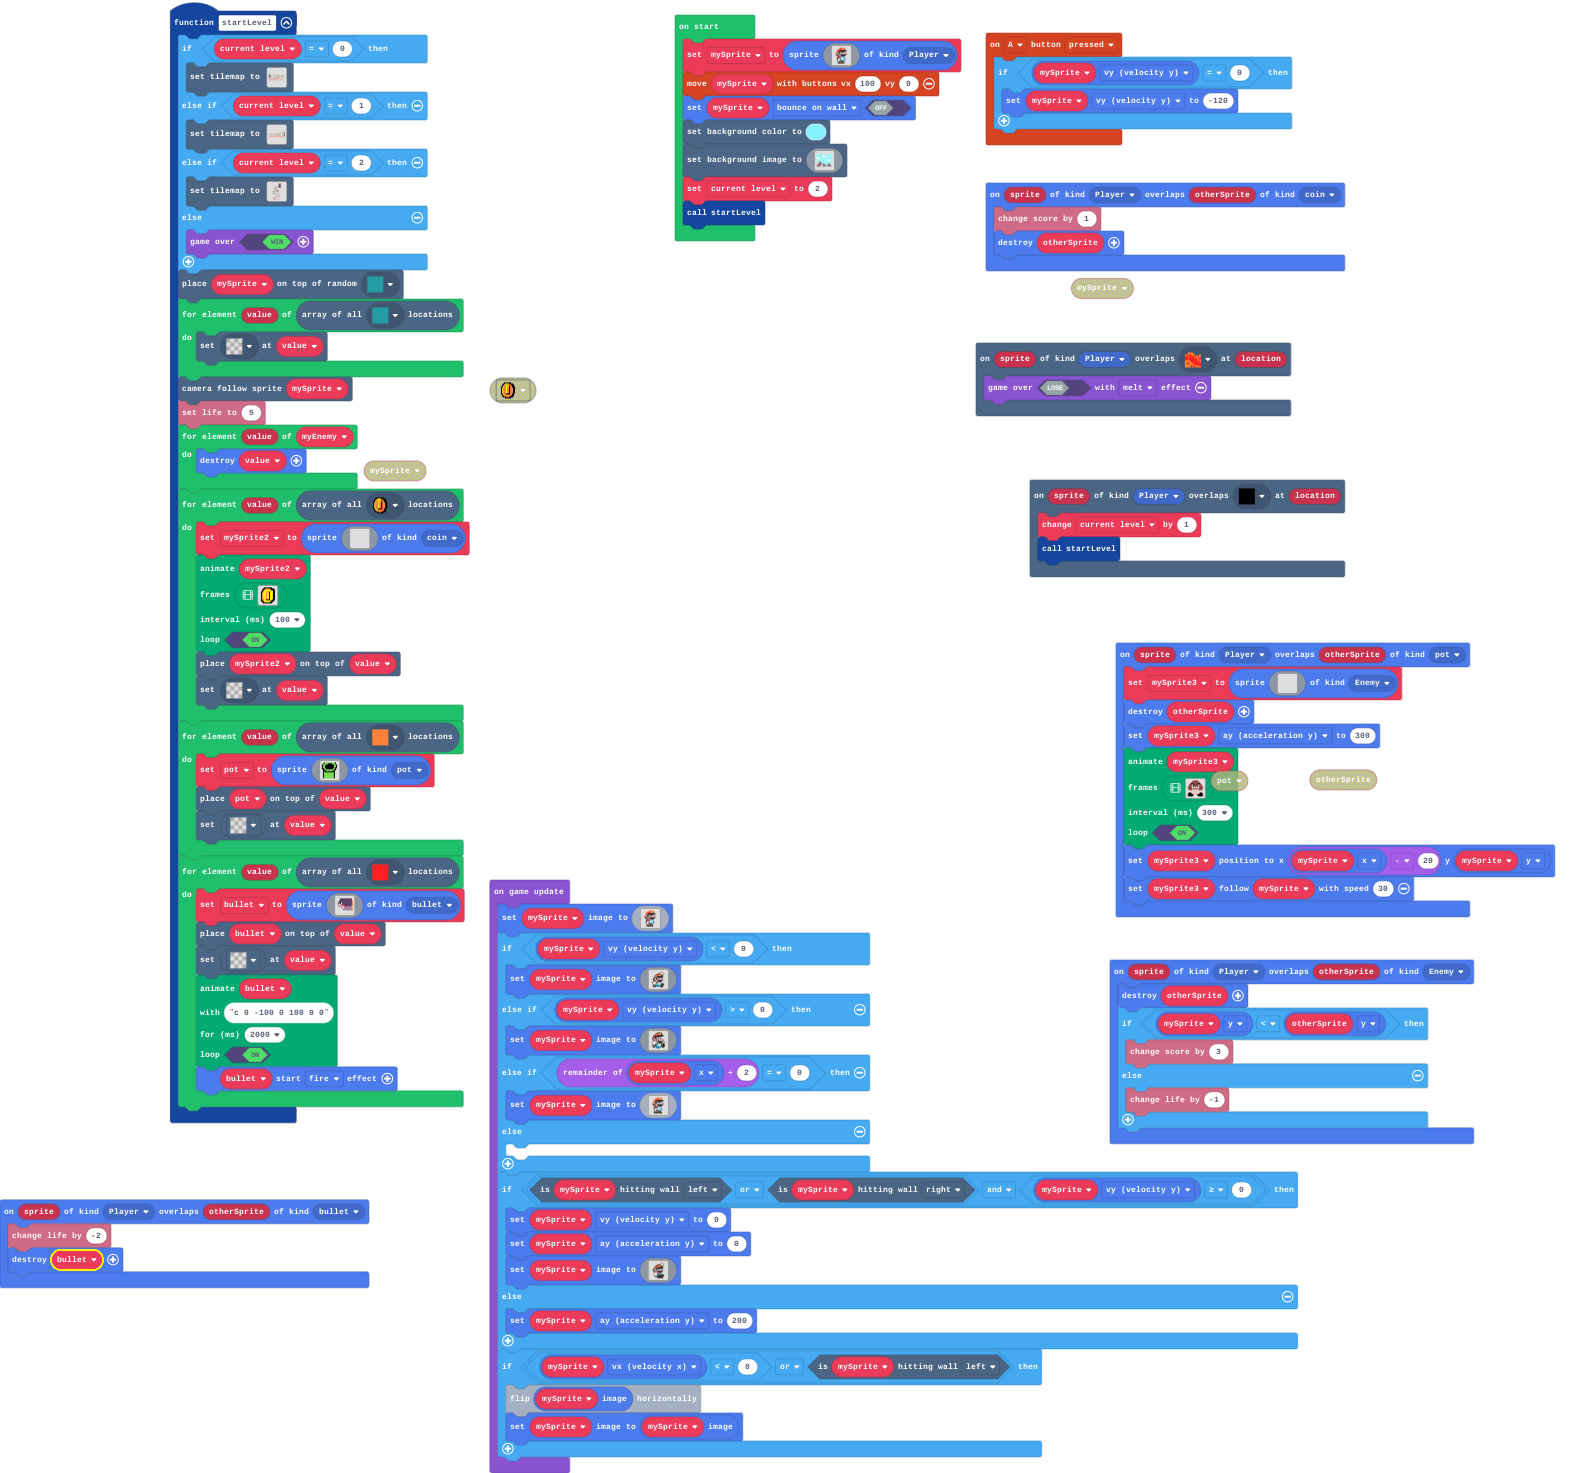 function startLevel
if current level = 0 then
set tilemap to
else if current level = 1 then
set tilemap to
else if current level = 2 then
set tilemap to
else
game over WIN
place mySprite on top of random
for element value of array of all locations
do
set at value
camera follow sprite mySprite
set life to 5
for element value of myEnemy
do
destroy value
mySprite
for element value of array of all locations
do
set mySprite2 to sprite of kind coin
animate mySprite2
frames
interval (ms) 100
loop ON
place mySprite2 on top of value
set at value
for element value of array of all locations
do
set pot to sprite of kind pot
place pot on top of value
set at value
for element value of array of all locations
do
set bullet to sprite of kind bullet
place bullet on top of value
set at value
animate bullet
with "c 0 -100 0 100 0 0"
for (ms) 2000
loop ON
bullet start fire effect
on sprite of kind Player overlaps otherSprite of kind bullet
change life by -2
destroy bullet
on start
set mySprite to sprite of kind Player
move mySprite with buttons vx 100 vy 0
set mySprite bounce on wall OFF
set background color to
set background image to
set current level to 2
call startLevel
on game update
set mySprite image to
if mySprite vy (velocity y) < 0 then
set mySprite image to
else if mySprite vy (velocity y) > 0 then
set mySprite image to
else if remainder of mySprite x ÷ 2 = 0 then
set mySprite image to
else
if is mySprite hitting wall left or is mySprite hitting wall right and mySprite vy (velocity y) ≥ 0 then
set mySprite vy (velocity y) to 0
set mySprite ay (acceleration y) to 0
set mySprite image to
else
set mySprite ay (acceleration y) to 200
if mySprite vx (velocity x) < 0 or is mySprite hitting wall left then
flip mySprite image horizontally
set mySprite image to mySprite image
on A button pressed
if mySprite vy (velocity y) = 0 then
set mySprite vy (velocity y) to -120
on sprite of kind Player overlaps otherSprite of kind coin
change score by 1
destroy otherSprite
mySprite
on sprite of kind Player overlaps at location
game over LOSE with melt effect
on sprite of kind Player overlaps at location
change current level by 1
call startLevel
on sprite of kind Player overlaps otherSprite of kind pot
set mySprite3 to sprite of kind Enemy
destroy otherSprite
set mySprite3 ay (acceleration y) to 300
animate mySprite3
frames
pot
otherSprite
interval (ms) 300
loop ON
set mySprite3 position to x mySprite x - 20 y mySprite y
set mySprite3 follow mySprite with speed 30
on sprite of kind Player overlaps otherSprite of kind Enemy
destroy otherSprite
if mySprite y < otherSprite y then
change score by 3
else
change life by -1